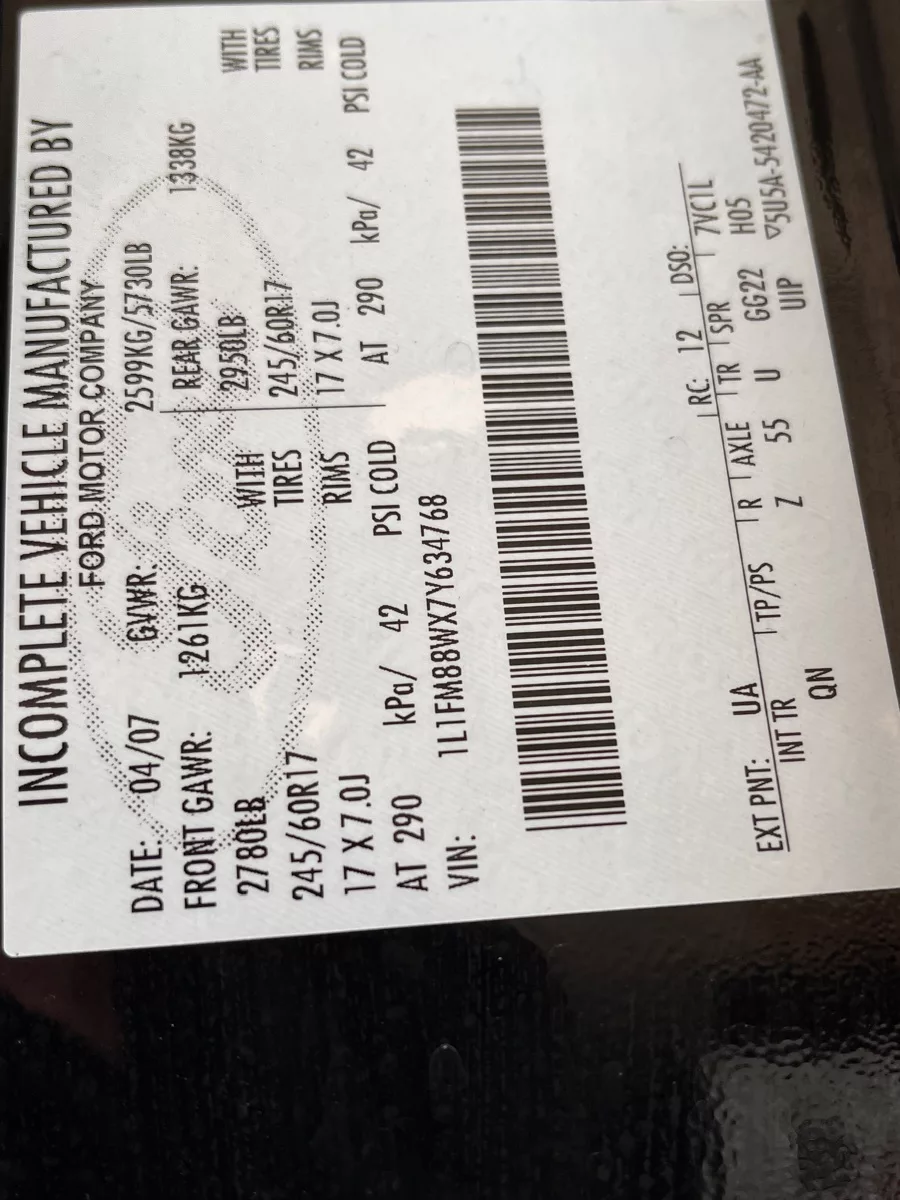 INCOMPLETE VEHICLE MANUFACTURED BY
FORD MOTOR COMPANY
DATE: 04/07 GVWR: 2599KG/5730LB
FRONT GAWR: 1261KG REAR GAWR: 1338KG
2780LB WITH 2950LB WITH
245/60R17 TIRES 245/60R17 TIRES
17 X 7.0J RIMS 17 X 7.0J RIMS
AT 290 kPa/ 42 PSI COLD AT 290 kPa/ 42 PSI COLD
VIN: 1L1FM88WX7Y634768
EXT PNT: UA RC: 12 DSO:
INT TR TP/PS R AXLE TR SPR 7VC1L
QN Z 55 U GG22 H05
UIP ▽5U5A-5420472-AA